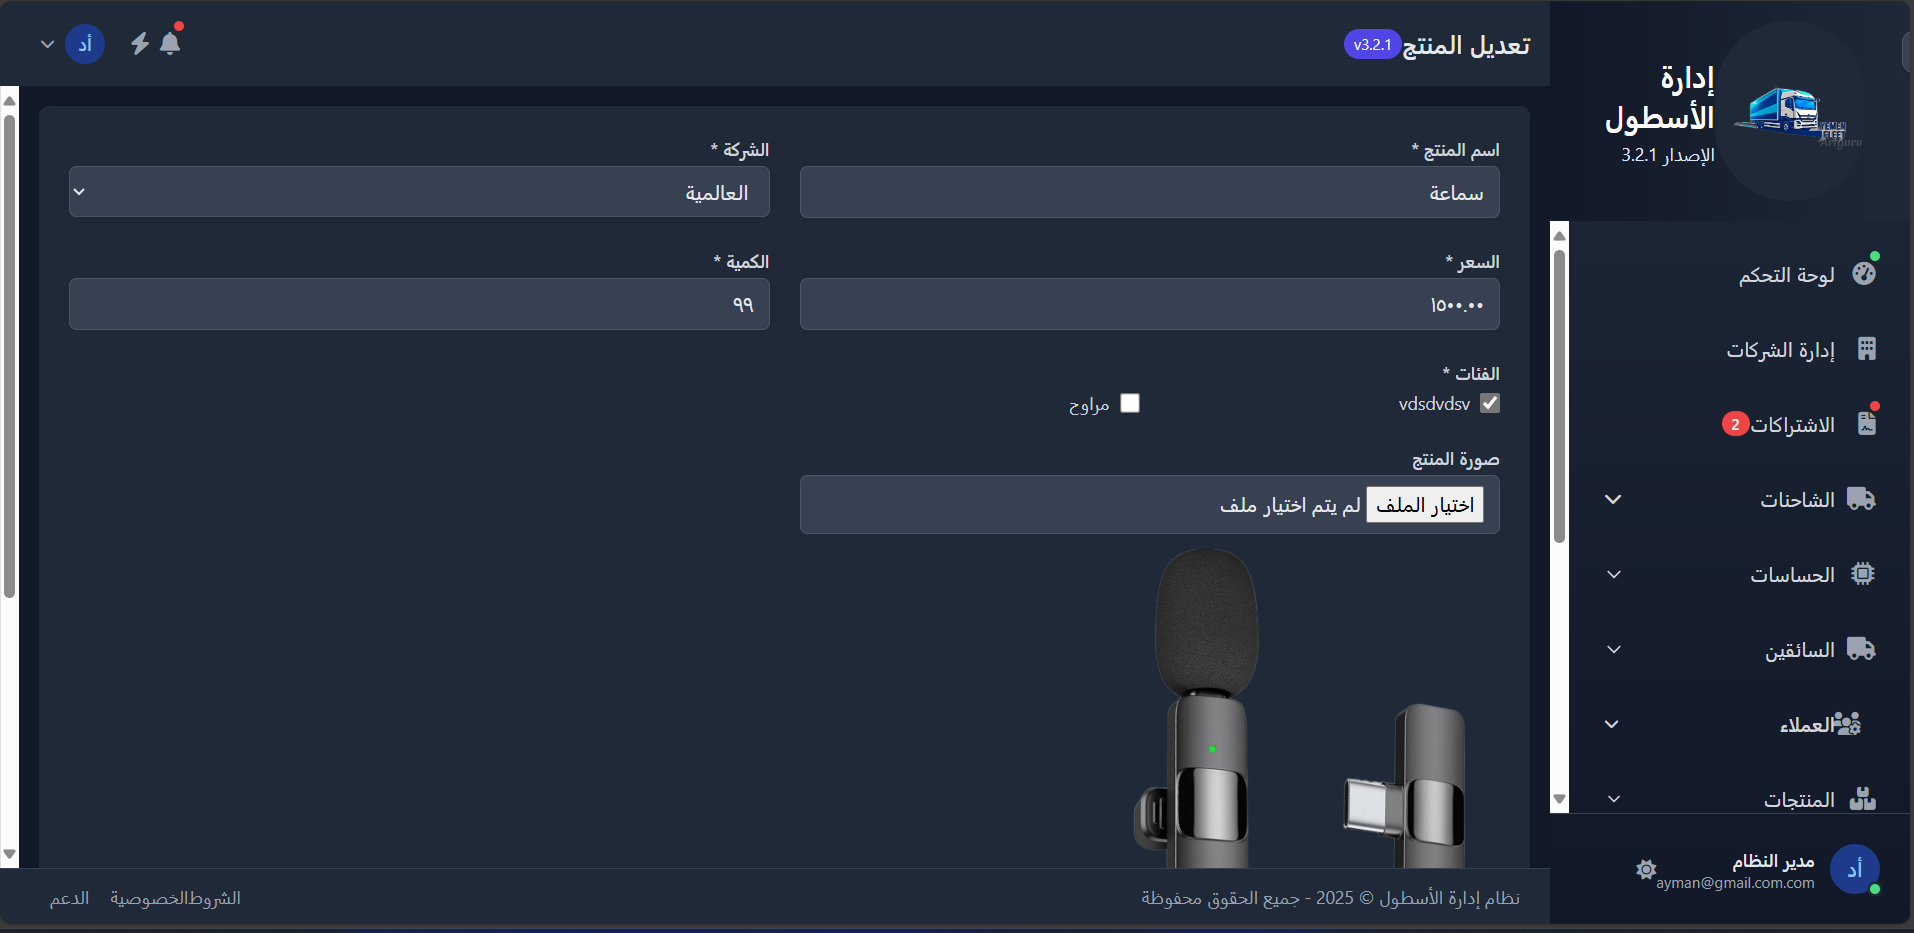 إدارة
الأسطول
الإصدار 3.2.1
YEMEN
FLEET
Artguru
لوحة التحكم
إدارة الشركات
الاشتراكات 2
الشاحنات
الحساسات
السائقين
العملاء
المنتجات
أد
مدير النظام
ayman@gmail.com.com
تعديل المنتج v3.2.1
أد
اسم المنتج *
سماعة
الشركة *
العالمية
السعر *
١٥٠٠.٠٠
الكمية *
٩٩
الفئات *
vdsdvdsv
مراوح
صورة المنتج
اختيار الملف لم يتم اختيار ملف
نظام إدارة الأسطول © 2025 - جميع الحقوق محفوظة
الشروط الخصوصية الدعم